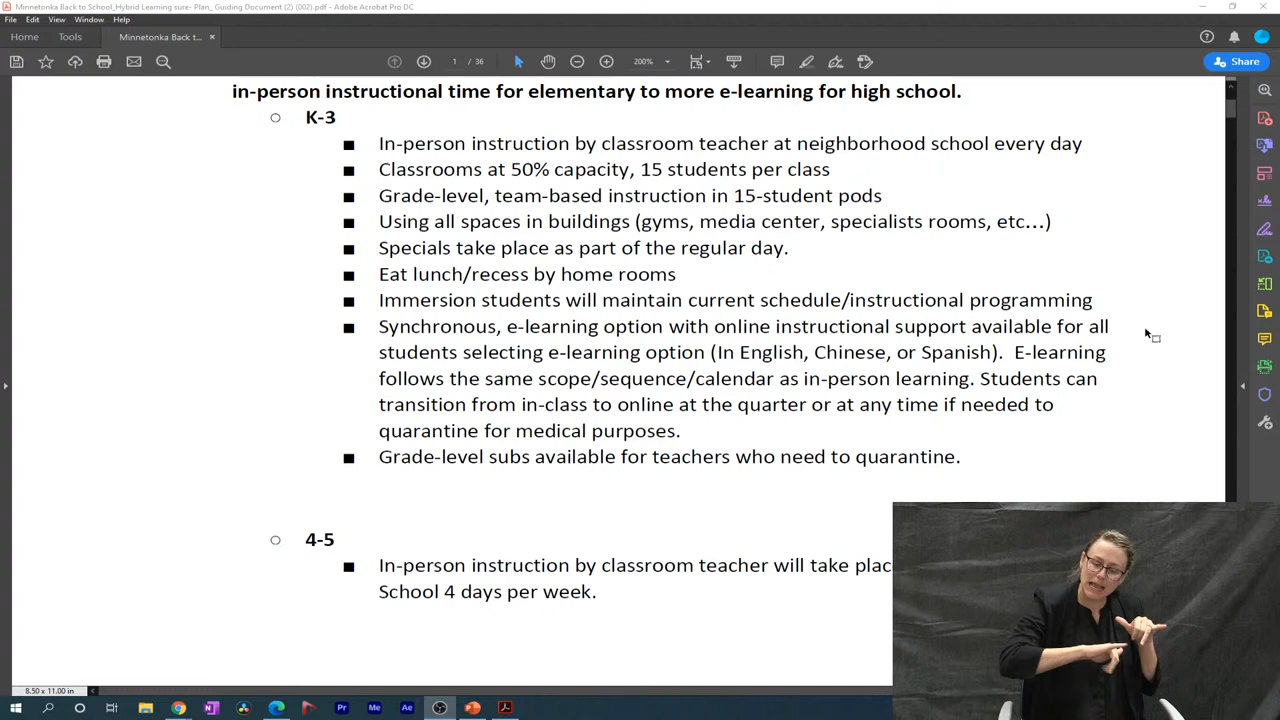 Minnetonka Back to School_Hybrid Learning sure- Plan_ Guiding Document (2) (002).pdf - Adobe Acrobat Pro DC
File Edit View Window Help
Home Tools Minnetonka Back t... ×
1 / 36 200% Share
in-person instructional time for elementary to more e-learning for high school.
○ K-3
■ In-person instruction by classroom teacher at neighborhood school every day
■ Classrooms at 50% capacity, 15 students per class
■ Grade-level, team-based instruction in 15-student pods
■ Using all spaces in buildings (gyms, media center, specialists rooms, etc...)
■ Specials take place as part of the regular day.
■ Eat lunch/recess by home rooms
■ Immersion students will maintain current schedule/instructional programming
■ Synchronous, e-learning option with online instructional support available for all
students selecting e-learning option (In English, Chinese, or Spanish). E-learning
follows the same scope/sequence/calendar as in-person learning. Students can
transition from in-class to online at the quarter or at any time if needed to
quarantine for medical purposes.
■ Grade-level subs available for teachers who need to quarantine.
○ 4-5
■ In-person instruction by classroom teacher will take plac
School 4 days per week.
8.50 x 11.00 in
Pr Me Ae